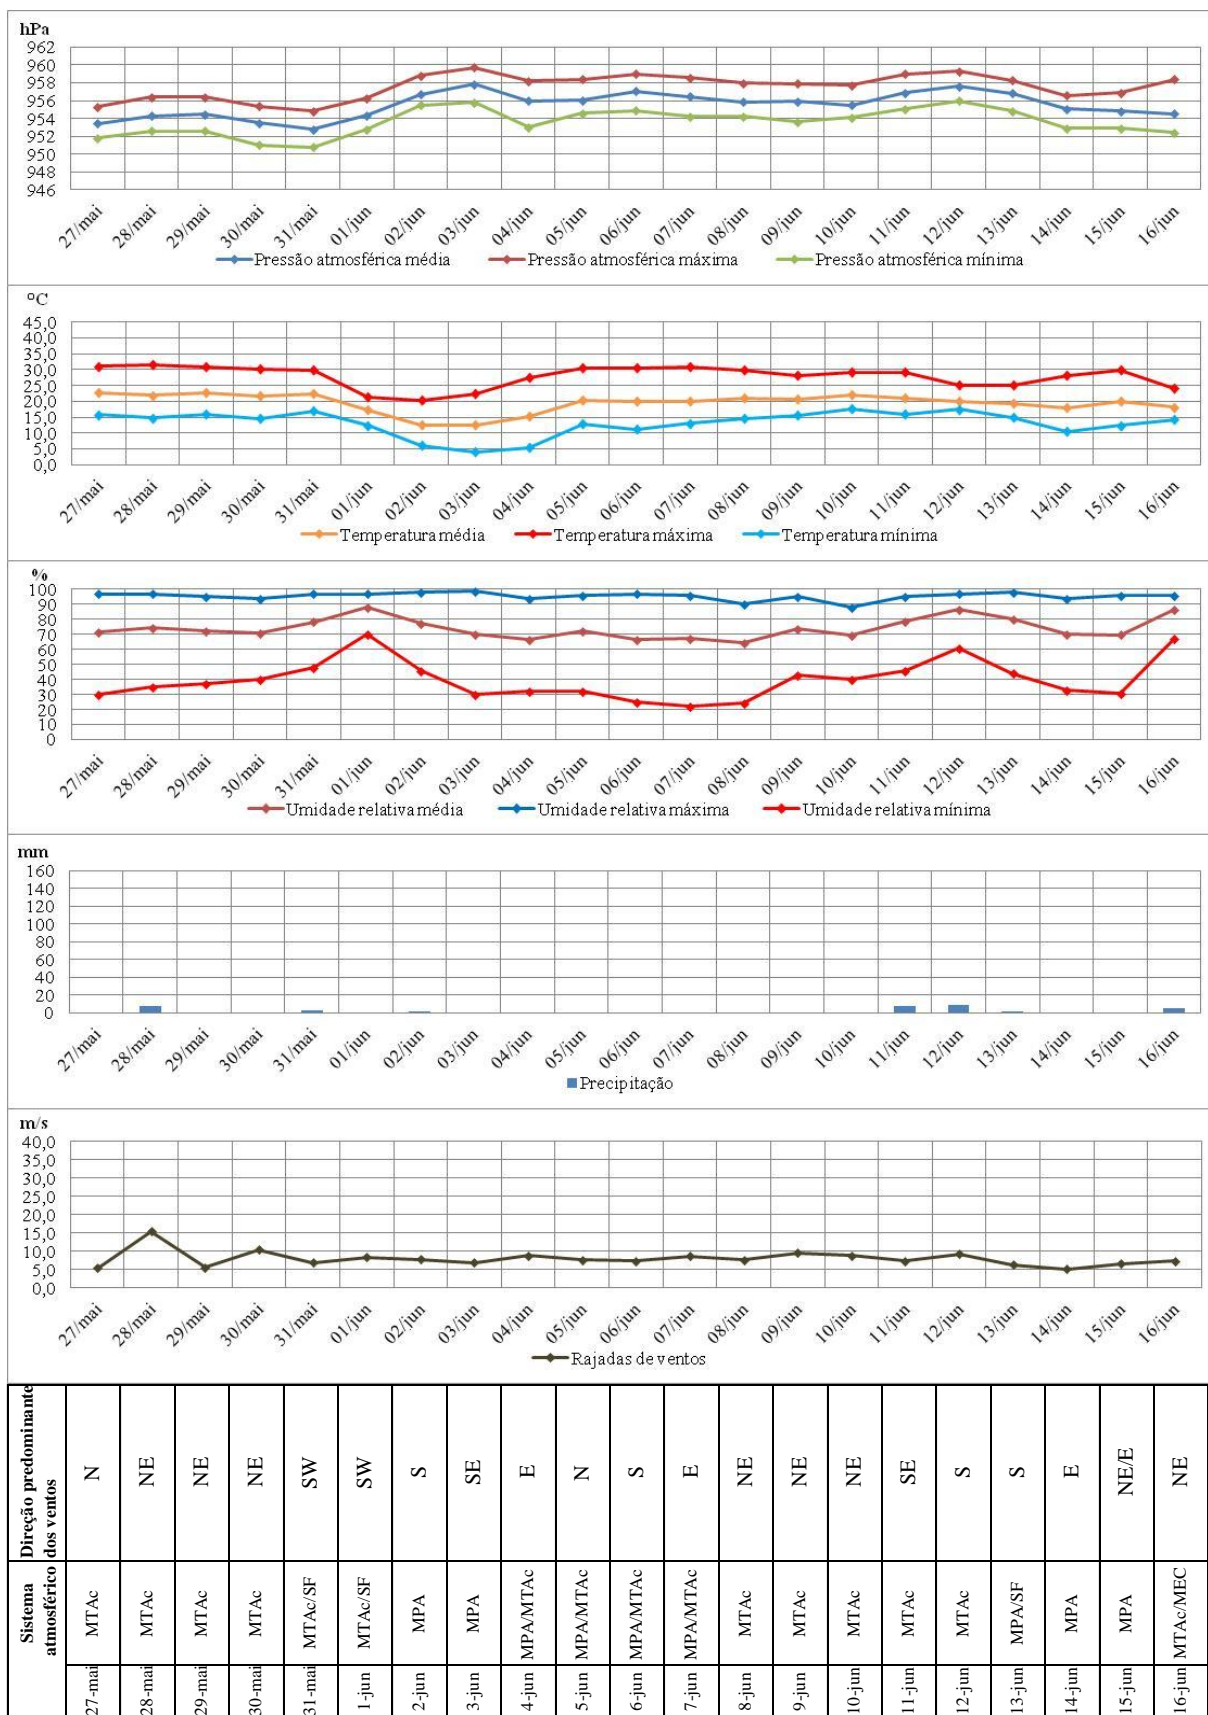 hPa
962
960
958
956
954
952
950
948
946
27/mai 28/mai 29/mai 30/mai 31/mai 01/jun 02/jun 03/jun 04/jun 05/jun 06/jun 07/jun 08/jun 09/jun 10/jun 11/jun 12/jun 13/jun 14/jun 15/jun 16/jun
Pressão atmosférica média Pressão atmosférica máxima Pressão atmosférica mínima
°C
45,0
40,0
35,0
30,0
25,0
20,0
15,0
10,0
5,0
0,0
27/mai 28/mai 29/mai 30/mai 31/mai 01/jun 02/jun 03/jun 04/jun 05/jun 06/jun 07/jun 08/jun 09/jun 10/jun 11/jun 12/jun 13/jun 14/jun 15/jun 16/jun
Temperatura média Temperatura máxima Temperatura mínima
%
100
90
80
70
60
50
40
30
20
10
0
27/mai 28/mai 29/mai 30/mai 31/mai 01/jun 02/jun 03/jun 04/jun 05/jun 06/jun 07/jun 08/jun 09/jun 10/jun 11/jun 12/jun 13/jun 14/jun 15/jun 16/jun
Umidade relativa média Umidade relativa máxima Umidade relativa mínima
mm
160
140
120
100
80
60
40
20
0
27/mai 28/mai 29/mai 30/mai 31/mai 01/jun 02/jun 03/jun 04/jun 05/jun 06/jun 07/jun 08/jun 09/jun 10/jun 11/jun 12/jun 13/jun 14/jun 15/jun 16/jun
Precipitação
m/s
40,0
35,0
30,0
25,0
20,0
15,0
10,0
5,0
0,0
27/mai 28/mai 29/mai 30/mai 31/mai 01/jun 02/jun 03/jun 04/jun 05/jun 06/jun 07/jun 08/jun 09/jun 10/jun 11/jun 12/jun 13/jun 14/jun 15/jun 16/jun
Rajadas de ventos
Direção predominante
dos ventos
N NE NE NE SW SW S SE E N S E NE NE NE SE S S E NE/E NE
Sistema
atmosférico
MTAc MTAc MTAc MTAc MTAc/SF MTAc/SF MPA MPA MPA/MTAc MPA/MTAc MPA/MTAc MPA/MTAc MTAc MTAc MTAc MTAc MTAc MPA/SF MPA MPA MTAc/MEC
27-mai 28-mai 29-mai 30-mai 31-mai 1-jun 2-jun 3-jun 4-jun 5-jun 6-jun 7-jun 8-jun 9-jun 10-jun 11-jun 12-jun 13-jun 14-jun 15-jun 16-jun